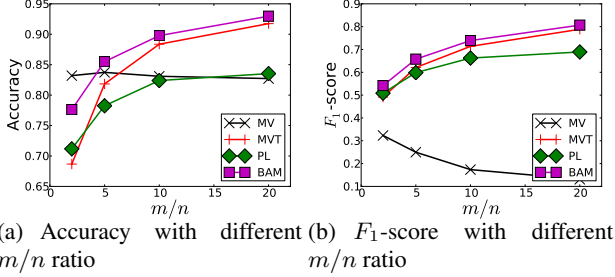 0.95
0.90
0.85
0.80
0.75
0.70
0.65
Accuracy
0 5 10 15 20
m/n
MV
MVT
PL
BAM
0.9
0.8
0.7
0.6
0.5
0.4
0.3
0.2
0.1
F₁-score
0 5 10 15 20
m/n
MV
MVT
PL
BAM
(a) Accuracy with different
m/n ratio
(b) F₁-score with different
m/n ratio